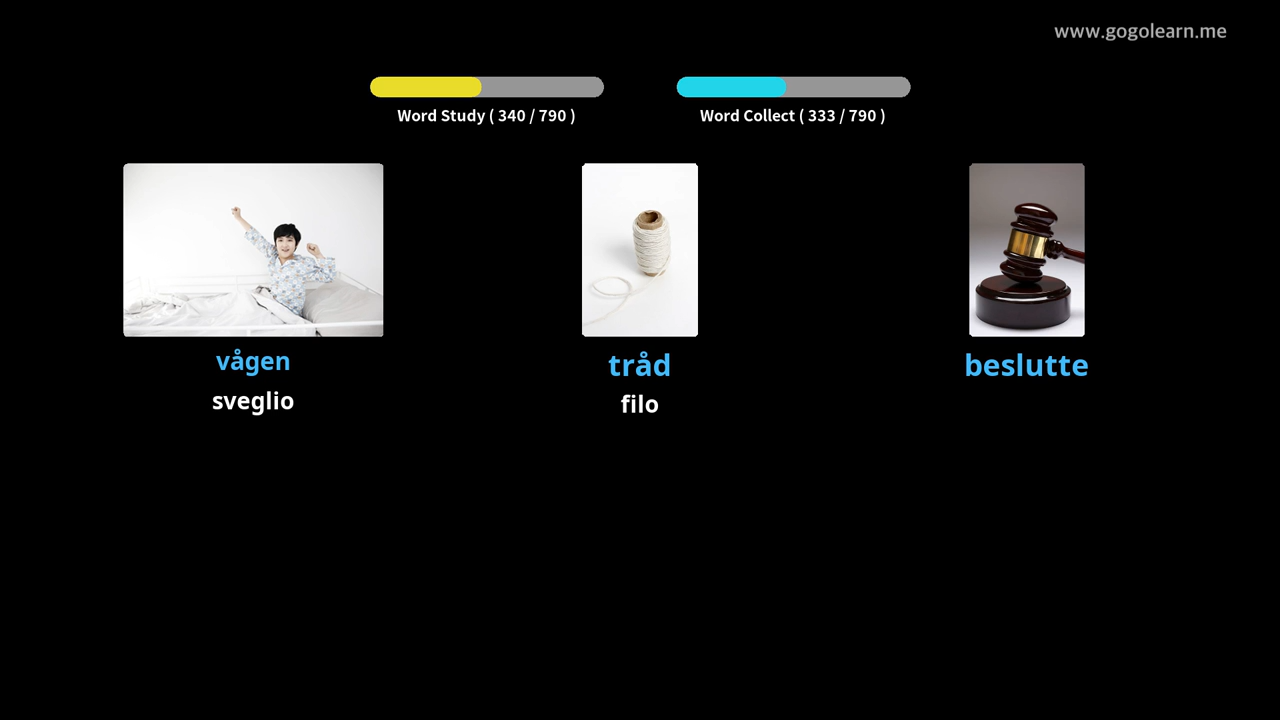 www.gogolearn.me
Word Study ( 340 / 790 )
Word Collect ( 333 / 790 )
vågen
tråd
beslutte
sveglio
filo